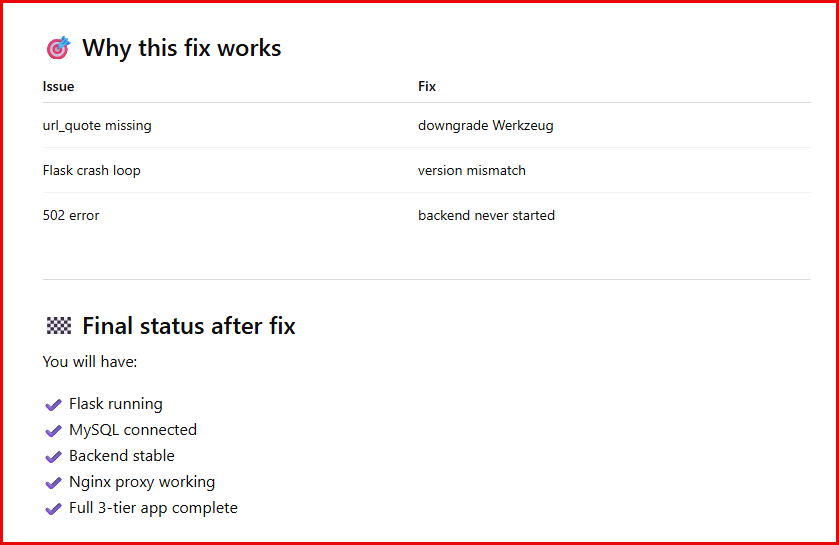 🎯 Why this fix works
Issue Fix
url_quote missing downgrade Werkzeug
Flask crash loop version mismatch
502 error backend never started
🏁 Final status after fix
You will have:
✔ Flask running
✔ MySQL connected
✔ Backend stable
✔ Nginx proxy working
✔ Full 3-tier app complete